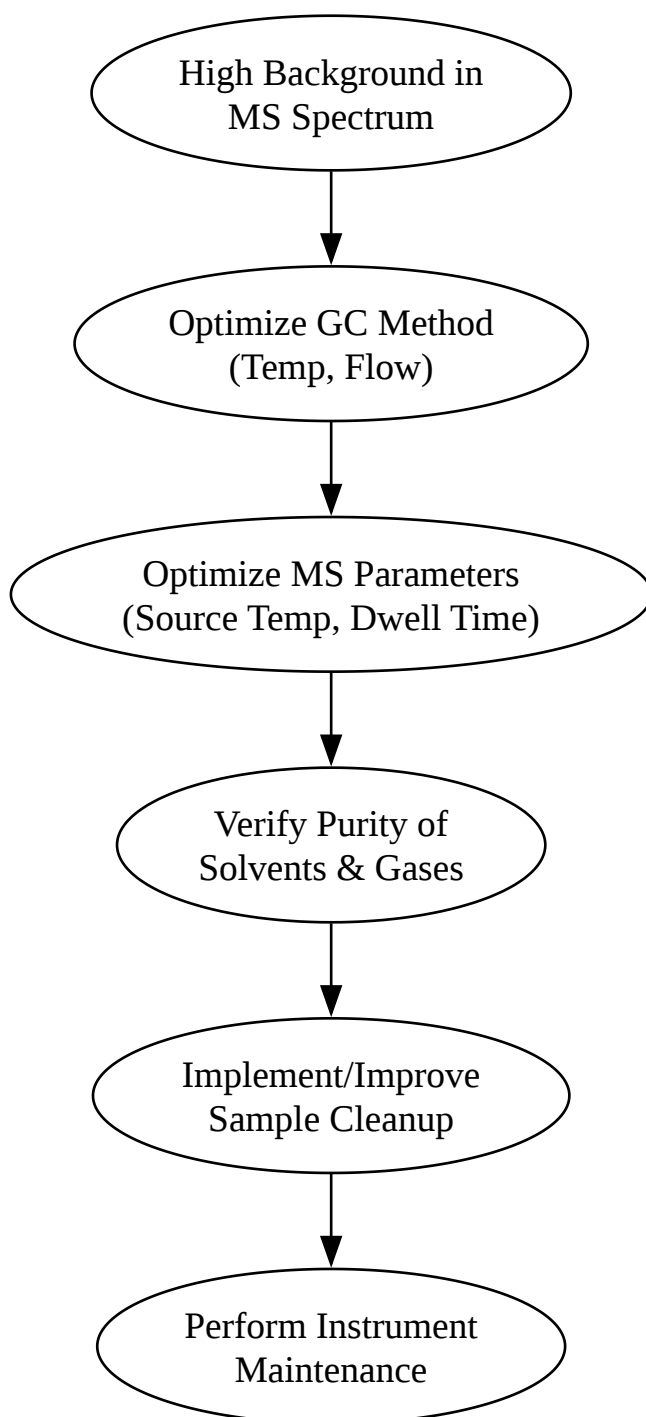 High Background in
MS Spectrum
Optimize GC Method
(Temp, Flow)
Optimize MS Parameters
(Source Temp, Dwell Time)
Verify Purity of
Solvents & Gases
Implement/Improve
Sample Cleanup
Perform Instrument
Maintenance